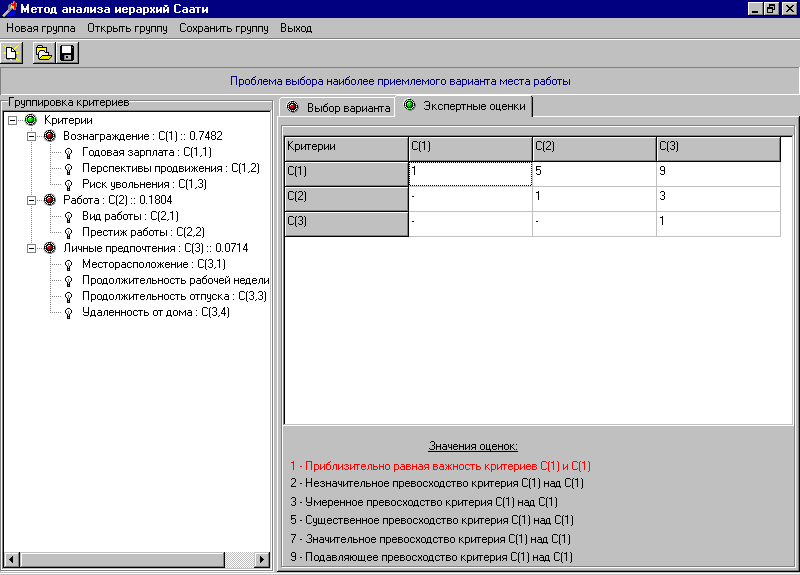 Метод анализа иерархий Саати
Новая группа Открыть группу Сохранить группу Выход
Проблема выбора наиболее приемлемого варианта места работы
Группировка критериев
Критерии
Вознаграждение : C(1) :: 0.7482
Годовая зарплата : C(1,1)
Перспективы продвижения : C(1,2)
Риск увольнения : C(1,3)
Работа : C(2) :: 0.1804
Вид работы : C(2,1)
Престиж работы : C(2,2)
Личные предпочтения : C(3) :: 0.0714
Месторасположение : C(3,1)
Продолжительность рабочей недели
Продолжительность отпуска : C(3,3)
Удаленность от дома : C(3,4)
Выбор варианта Экспертные оценки
Критерии C(1) C(2) C(3)
C(1) 1 5 9
C(2) - 1 3
C(3) - - 1
Значения оценок:
1 - Приблизительно равная важность критериев C(1) и C(1)
2 - Незначительное превосходство критерия C(1) над C(1)
3 - Умеренное превосходство критерия C(1) над C(1)
5 - Существенное превосходство критерия C(1) над C(1)
7 - Значительное превосходство критерия C(1) над C(1)
9 - Подавляющее превосходство критерия C(1) над C(1)